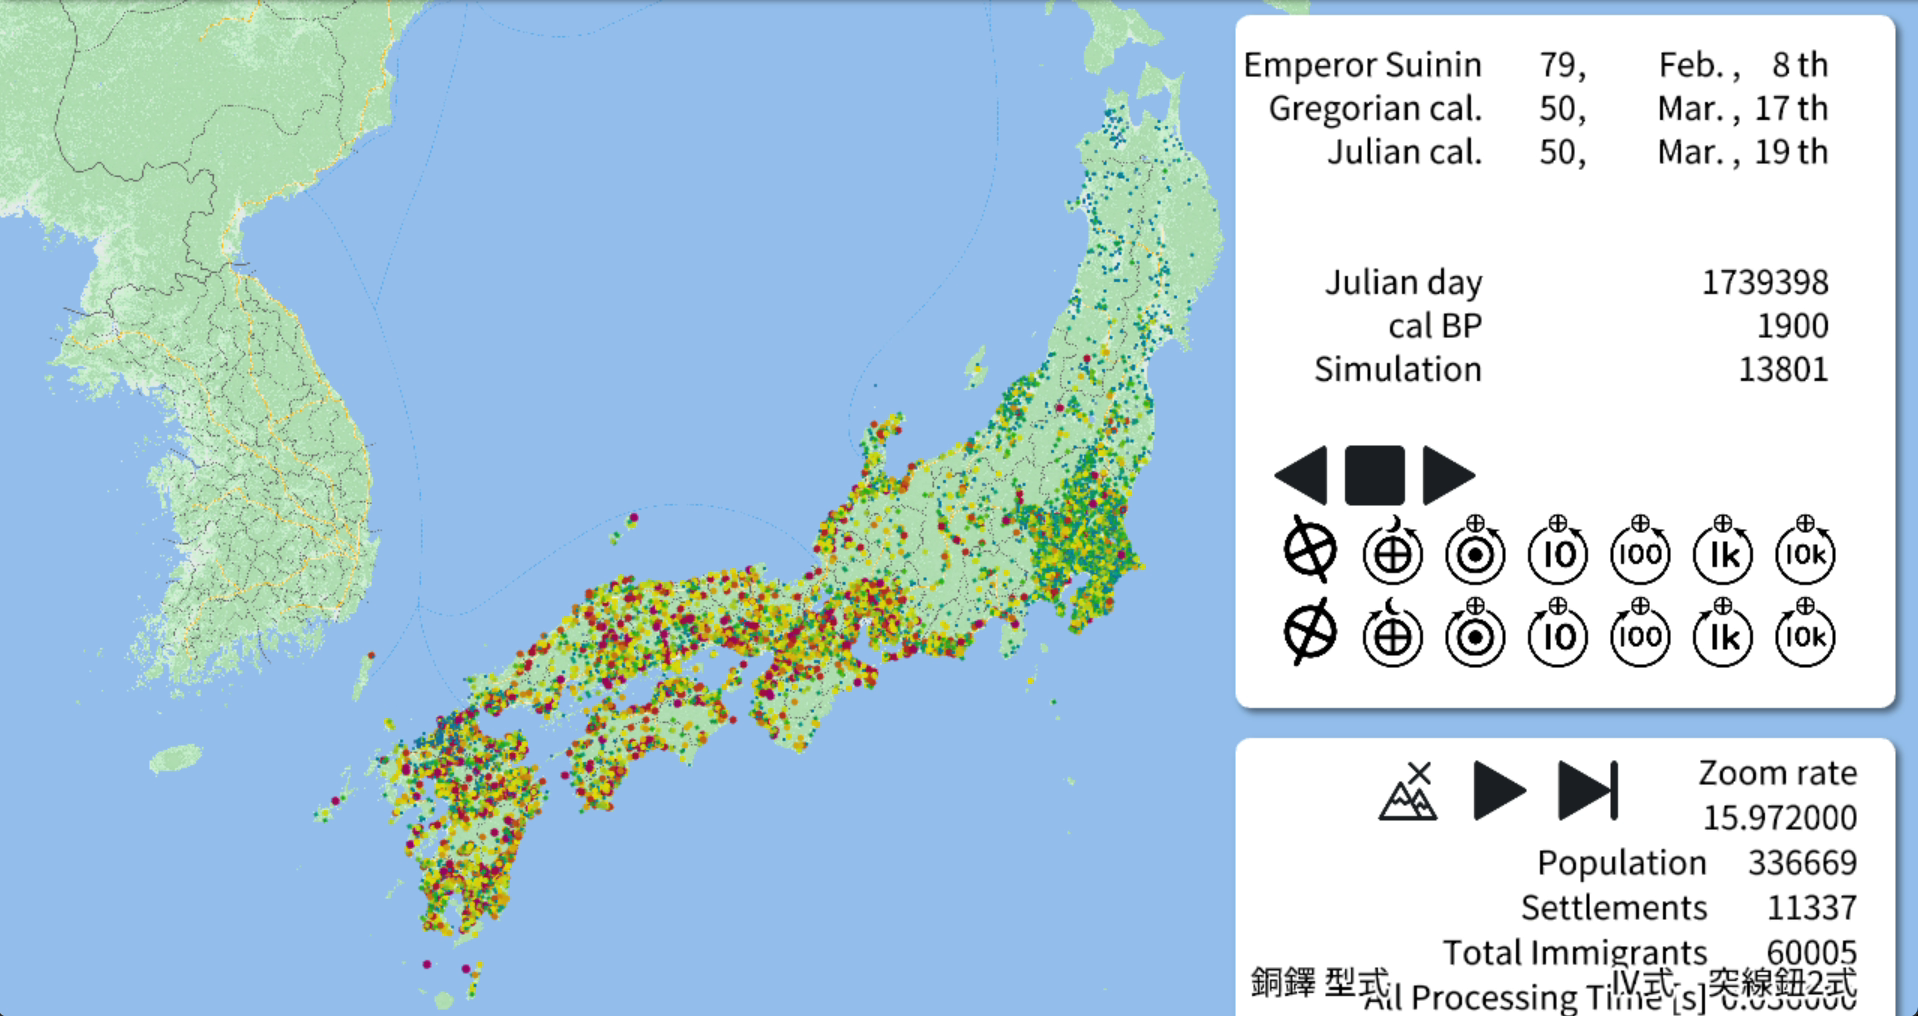 Emperor Suinin 79, Feb., 8 th
Gregorian cal. 50, Mar., 17 th
Julian cal. 50, Mar., 19 th
Julian day 1739398
cal BP 1900
Simulation 13801
10 100 1k 10k
10 100 1k 10k
Zoom rate
15.972000
Population 336669
Settlements 11337
Total Immigrants 60005
銅鐸 型式 IV式 突線鈕2式
All Processing Time [s]